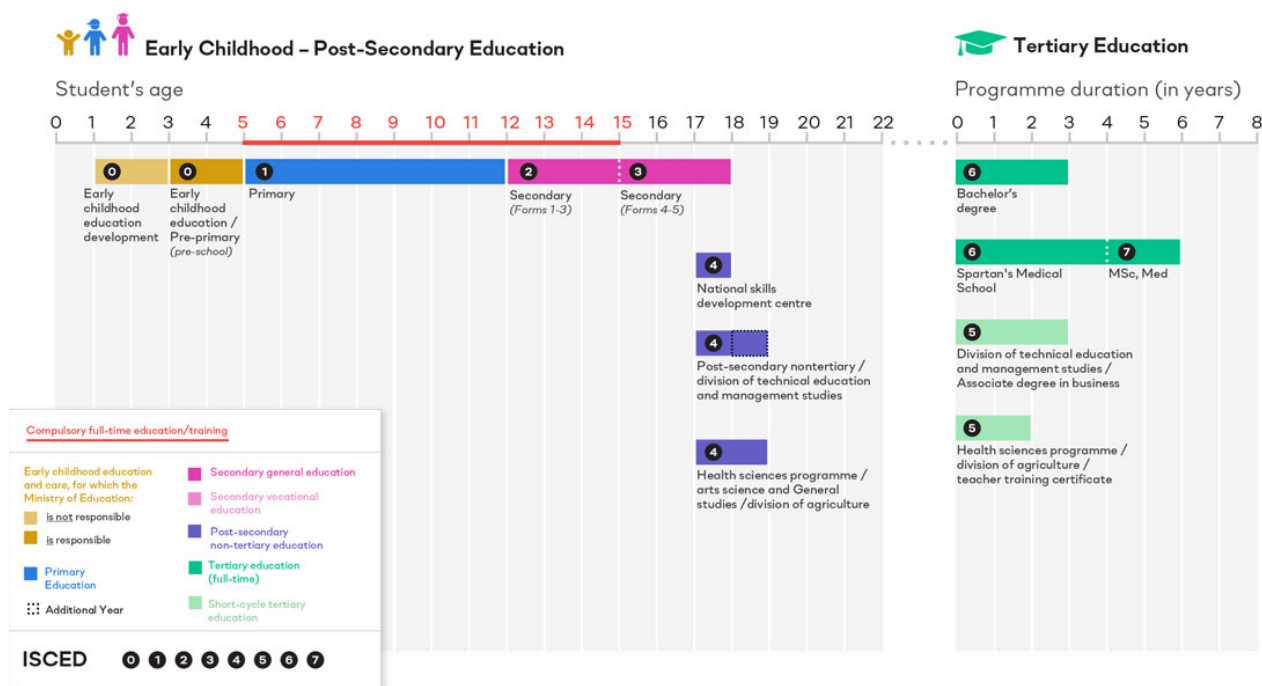 Early Childhood – Post-Secondary Education
Tertiary Education
Student's age
Programme duration (in years)
0 1 2 3 4 5 6 7 8 9 10 11 12 13 14 15 16 17 18 19 20 21 22
0 1 2 3 4 5 6 7 8
0
0
1
2
3
6
Early
childhood
education
development
Early
childhood
education /
Pre-primary
(pre-school)
Primary
Secondary
(Forms 1-3)
Secondary
(Forms 4-5)
Bachelor's
degree
4
National skills
development centre
6
7
Spartan's Medical
School
MSc, Med
4
Post-secondary nontertiary /
division of technical education
and management studies
5
Division of technical education
and management studies /
Associate degree in business
4
Health sciences programme /
arts science and General
studies /division of agriculture
5
Health sciences programme /
division of agriculture /
teacher training certificate
Compulsory full-time education/training
Early childhood education
and care, for which the
Ministry of Education:
is not responsible
is responsible
Primary
Education
Additional Year
Secondary general education
Secondary vocational
education
Post-secondary
non-tertiary education
Tertiary education
(full-time)
Short-cycle tertiary
education
ISCED 0 1 2 3 4 5 6 7